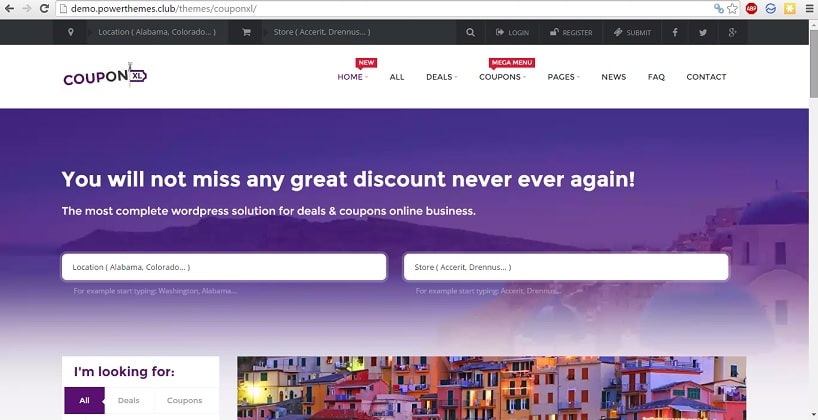 demo.powerthemes.club/themes/couponxl/
ABP
Location ( Alabama, Colorado... )
Store ( Accerit, Drennus... )
LOGIN
REGISTER
SUBMIT
COUPON XL
NEW
MEGA MENU
HOME
ALL
DEALS
COUPONS
PAGES
NEWS
FAQ
CONTACT
You will not miss any great discount never ever again!
The most complete wordpress solution for deals & coupons online business.
Location ( Alabama, Colorado... )
Store ( Accerit, Drennus... )
For example start typing: Washington, Alabama...
For example start typing: Accerit, Drennus...
I'm looking for:
All
Deals
Coupons